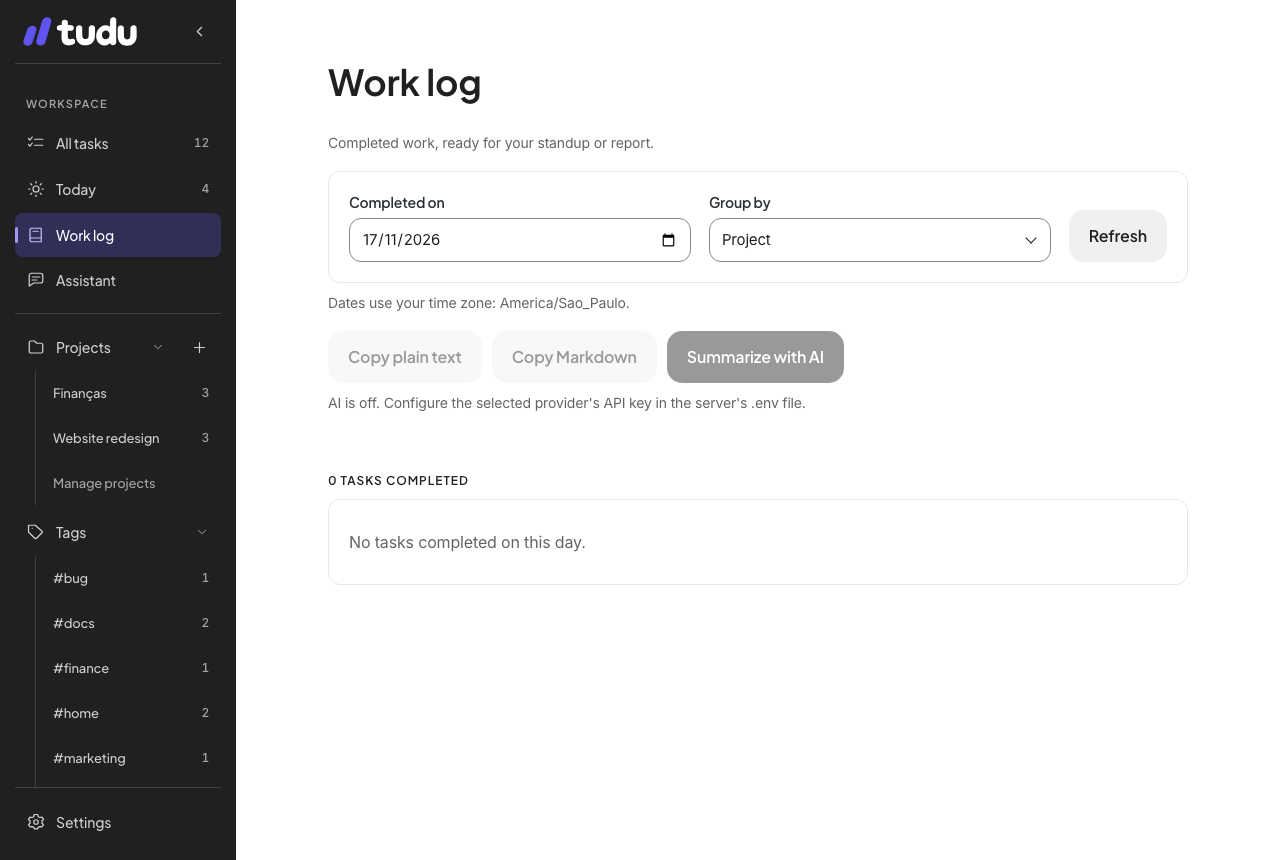 tudu
WORKSPACE
All tasks 12
Today 4
Work log
Assistant
Projects
Finanças 3
Website redesign 3
Manage projects
Tags
#bug 1
#docs 2
#finance 1
#home 2
#marketing 1
Settings
Work log
Completed work, ready for your standup or report.
Completed on Group by
17/11/2026 Project Refresh
Dates use your time zone: America/Sao_Paulo.
Copy plain text Copy Markdown Summarize with AI
AI is off. Configure the selected provider's API key in the server's .env file.
0 TASKS COMPLETED
No tasks completed on this day.